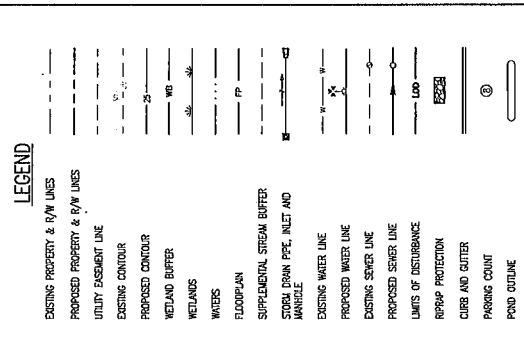 LEGEND
EXISTING PROPERTY & R/W LINES
PROPOSED PROPERTY & R/W LINES
UTILITY EASEMENT LINE
EXISTING CONTOUR
PROPOSED CONTOUR 25
WETLAND BUFFER WB
WETLANDS
WATERS
FLOODPLAIN FP
SUPPLEMENTAL STREAM BUFFER
STORM DRAIN PIPE, INLET AND
MANHOLE
EXISTING WATER LINE W W
PROPOSED WATER LINE
EXISTING SEWER LINE
PROPOSED SEWER LINE
LIMITS OF DISTURBANCE LOD
RIPRAP PROTECTION
CURB AND GUTTER
PARKING COUNT 8
POND OUTLINE